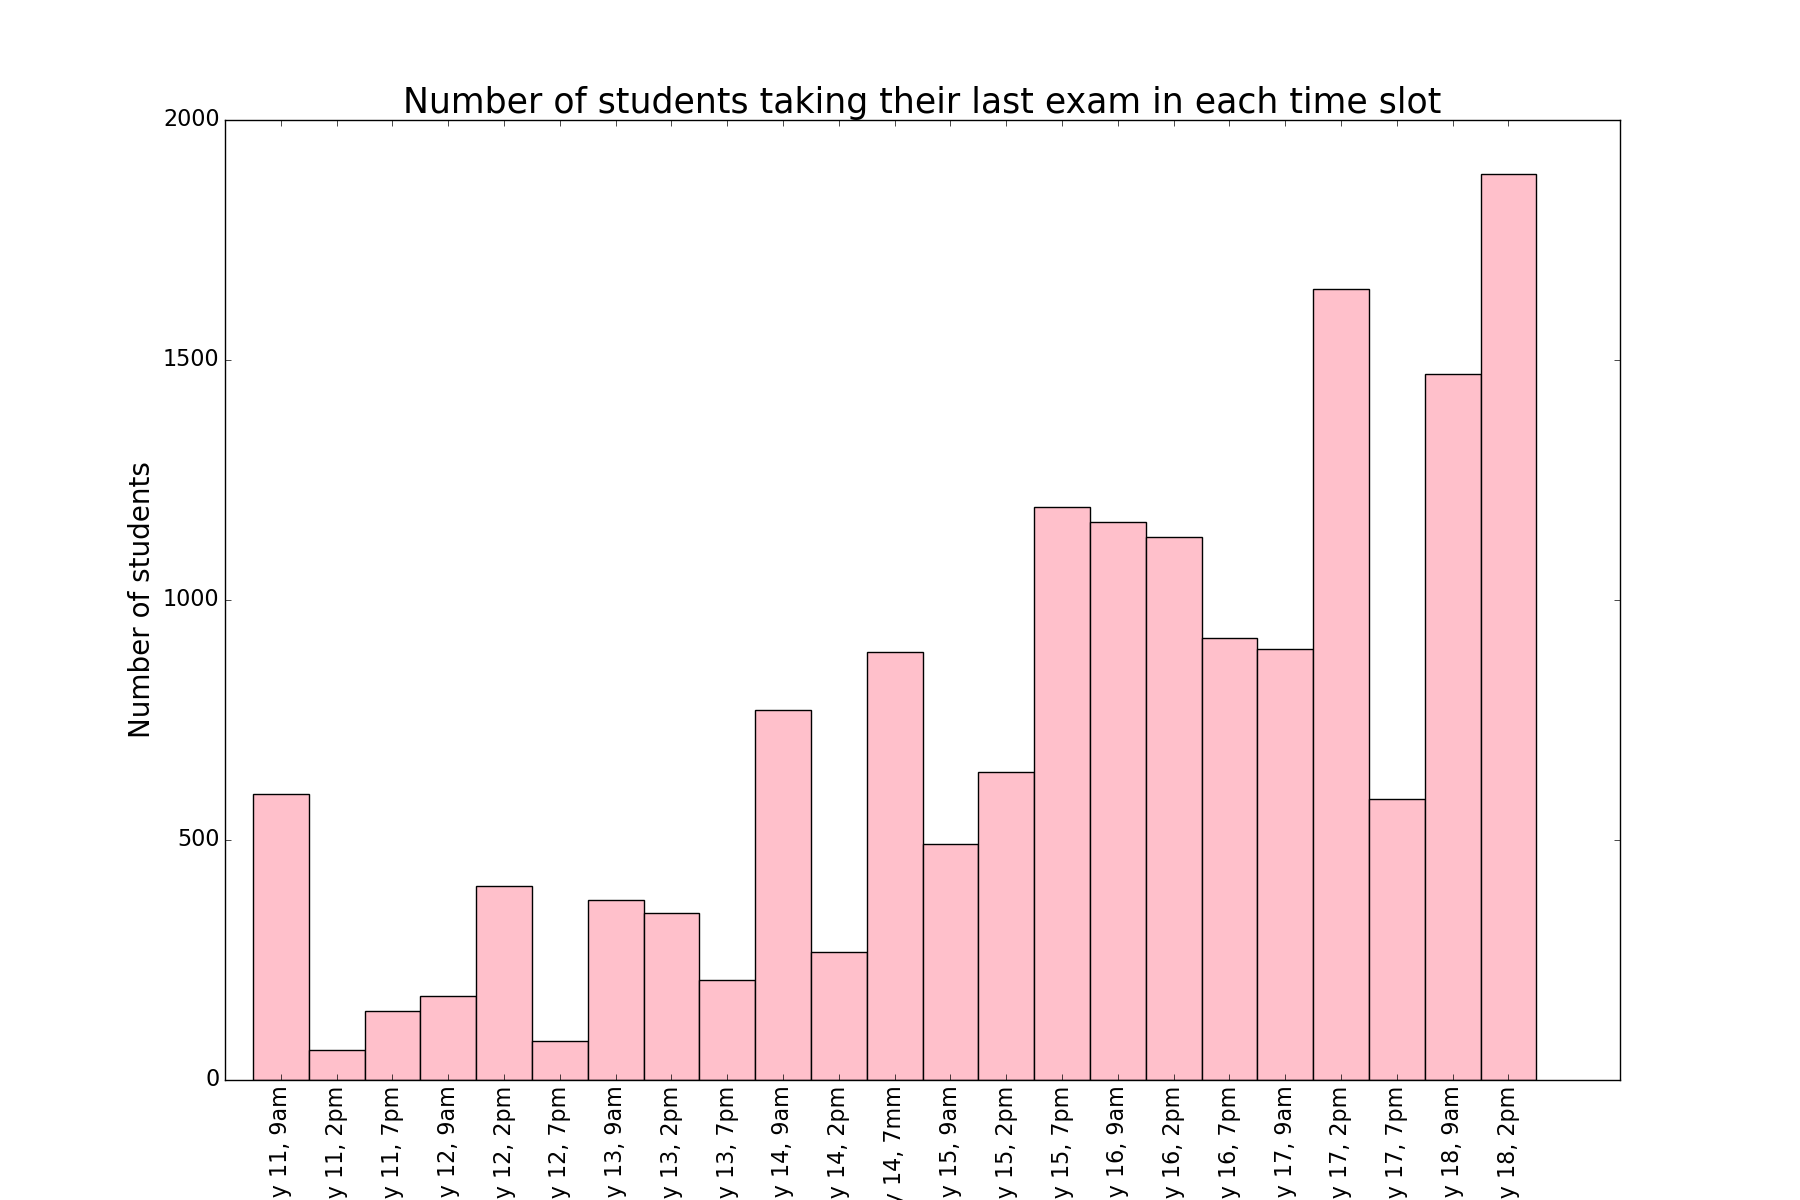 Number of students taking their last exam in each time slot
Number of students
2000
1500
1000
500
0
y 11, 9am
y 11, 2pm
y 11, 7pm
y 12, 9am
y 12, 2pm
y 12, 7pm
y 13, 9am
y 13, 2pm
y 13, 7pm
y 14, 9am
y 14, 2pm
y 14, 7mm
y 15, 9am
y 15, 2pm
y 15, 7pm
y 16, 9am
y 16, 2pm
y 16, 7pm
y 17, 9am
y 17, 2pm
y 17, 7pm
y 18, 9am
y 18, 2pm